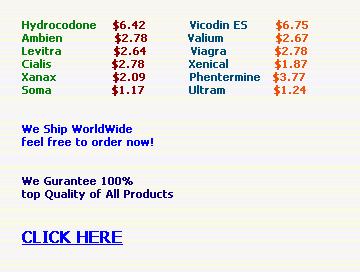 Hydrocodone $6.42 Vicodin ES $6.75
Ambien $2.78 Valium $2.67
Levitra $2.64 Viagra $2.78
Cialis $2.78 Xenical $1.87
Xanax $2.09 Phentermine $3.77
Soma $1.17 Ultram $1.24
We Ship WorldWide
feel free to order now!
We Gurantee 100%
top Quality of All Products
CLICK HERE